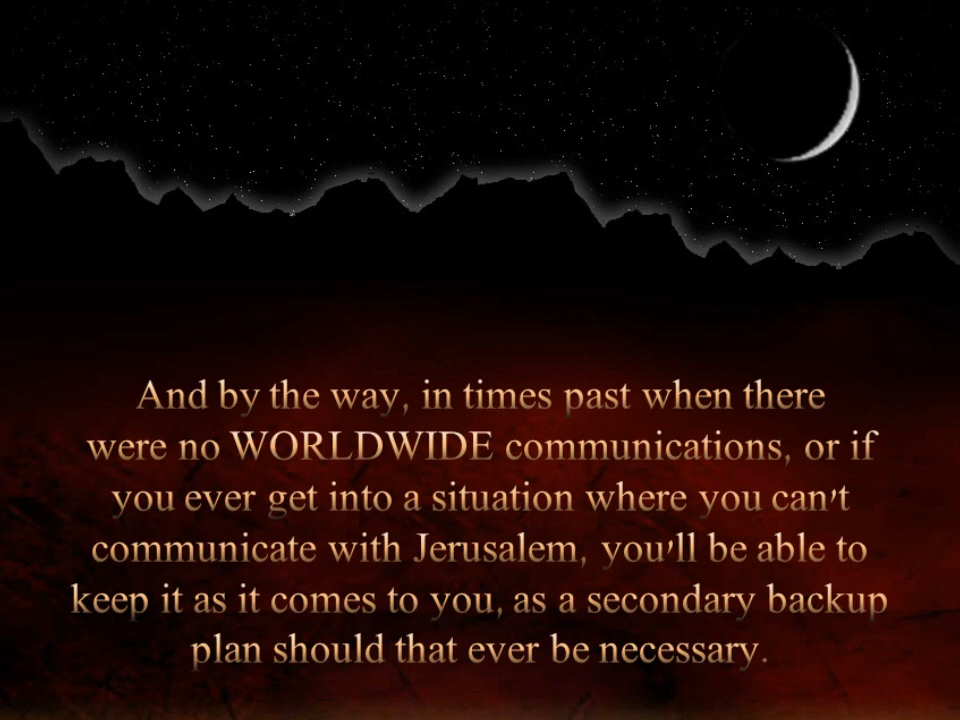 And by the way, in times past when there
were no WORLDWIDE communications, or if
you ever get into a situation where you can't
communicate with Jerusalem, you'll be able to
keep it as it comes to you, as a secondary backup
plan should that ever be necessary.